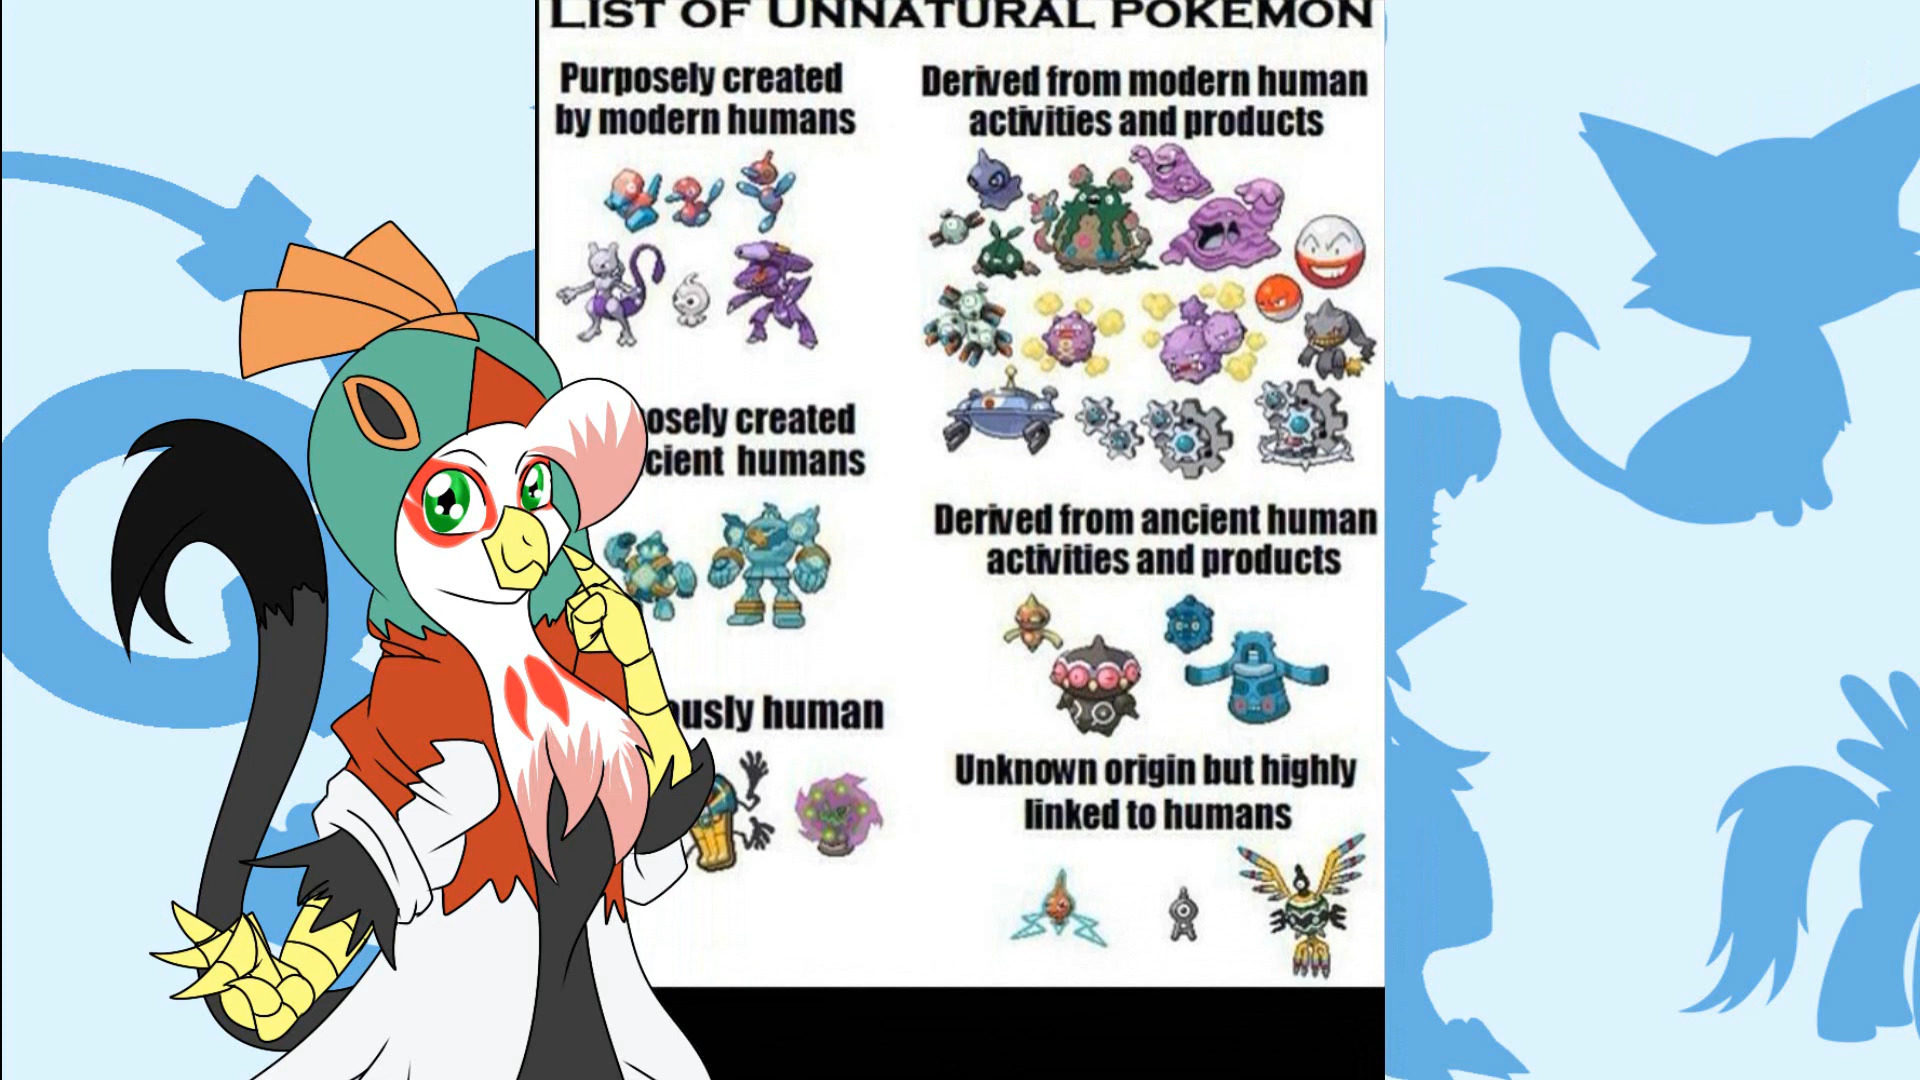 LIST OF UNNATURAL POKEMON
Purposely created
by modern humans
Derived from modern human
activities and products
osely created
cient humans
Derived from ancient human
activities and products
usly human
Unknown origin but highly
linked to humans